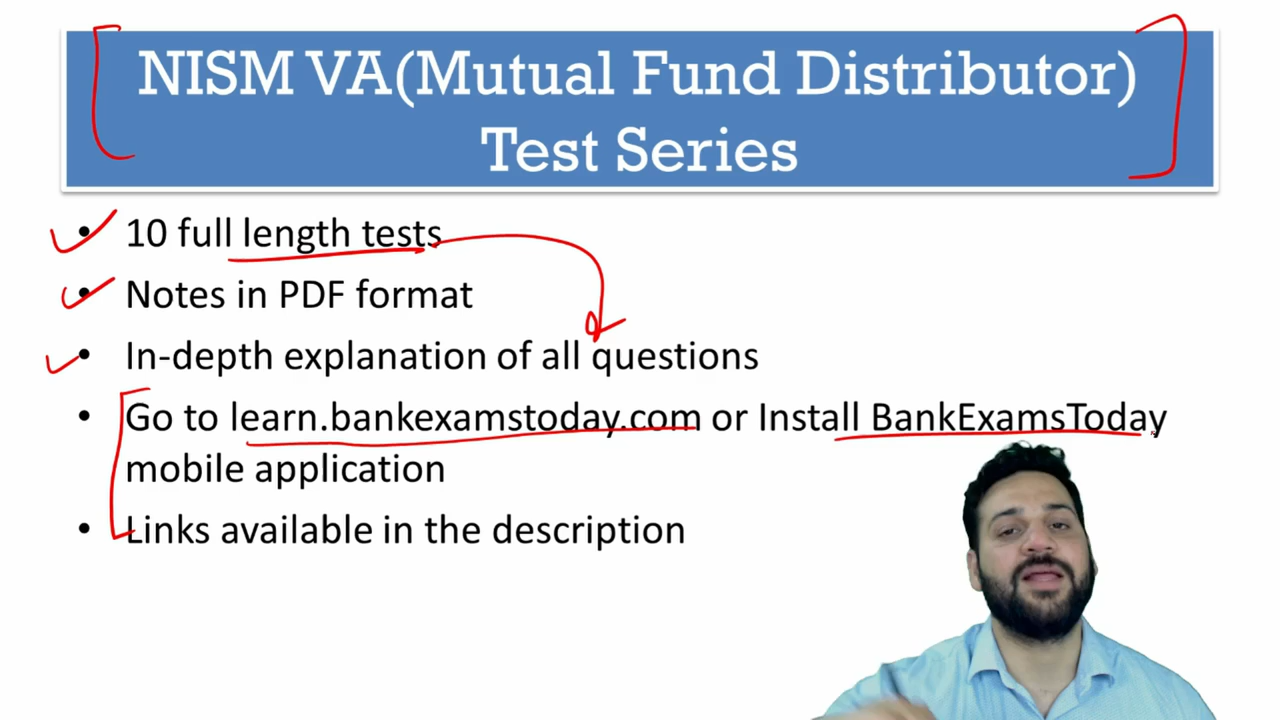 NISM VA(Mutual Fund Distributor)
Test Series
• 10 full length tests
• Notes in PDF format
• In-depth explanation of all questions
• Go to learn.bankexamstoday.com or Install BankExamsToday
mobile application
• Links available in the description